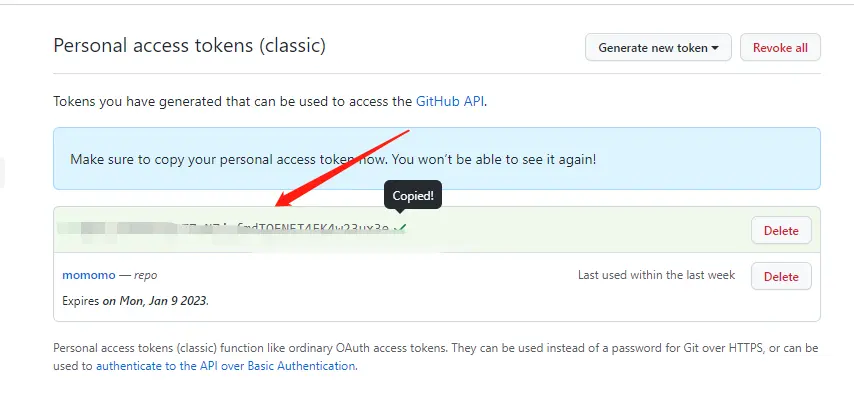 Personal access tokens (classic)
Generate new token
Revoke all
Tokens you have generated that can be used to access the GitHub API.
Make sure to copy your personal access token now. You won't be able to see it again!
Copied!
Delete
momomo — repo
Last used within the last week
Delete
Expires on Mon, Jan 9 2023.
Personal access tokens (classic) function like ordinary OAuth access tokens. They can be used instead of a password for Git over HTTPS, or can be
used to authenticate to the API over Basic Authentication.